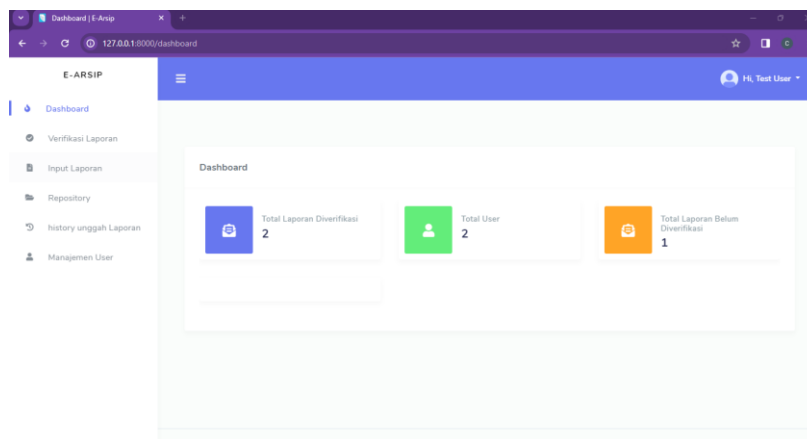 Dashboard | E-Arsip
127.0.0.1:8000/dashboard
E-ARSIP
Hi, Test User
Dashboard
Verifikasi Laporan
Input Laporan
Repository
history unggah Laporan
Manajemen User
Dashboard
Total Laporan Diverifikasi
2
Total User
2
Total Laporan Belum
Diverifikasi
1